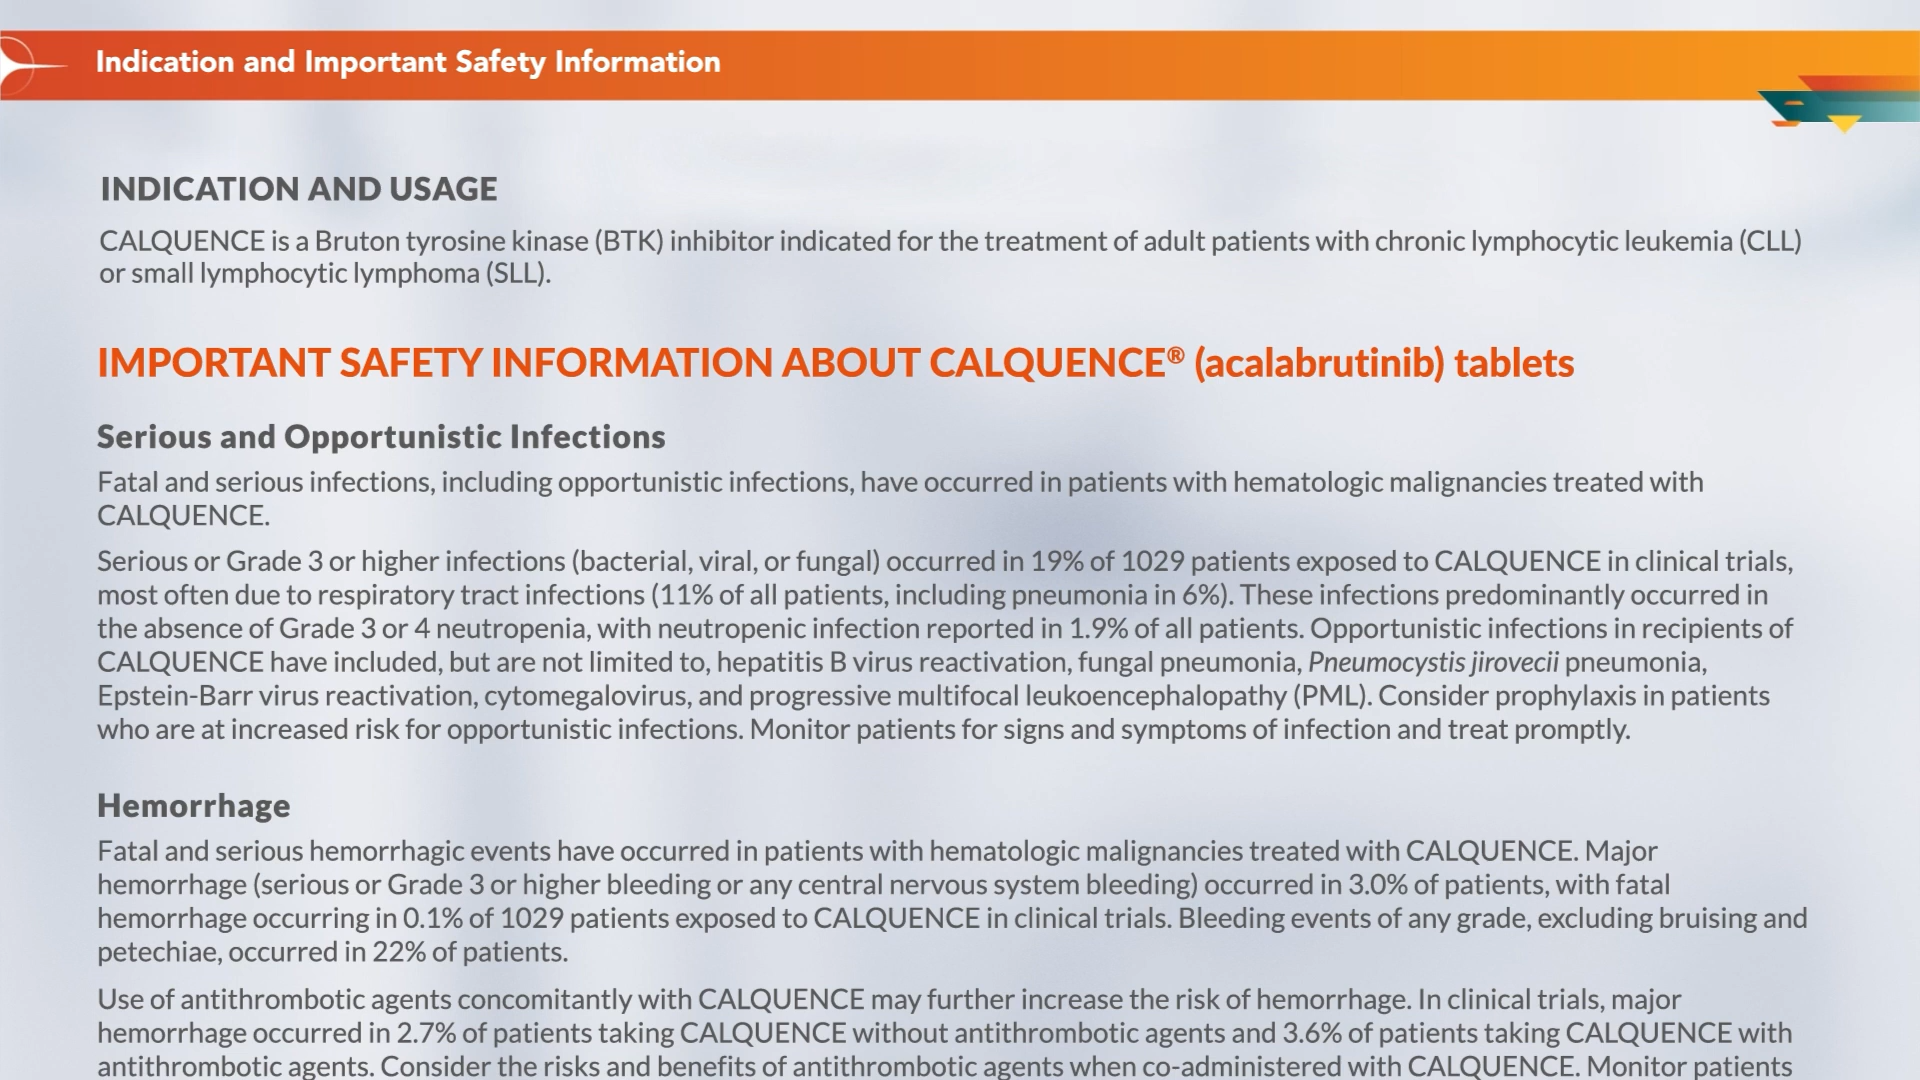 Indication and Important Safety Information
INDICATION AND USAGE
CALQUENCE is a Bruton tyrosine kinase (BTK) inhibitor indicated for the treatment of adult patients with chronic lymphocytic leukemia (CLL)
or small lymphocytic lymphoma (SLL).
IMPORTANT SAFETY INFORMATION ABOUT CALQUENCE® (acalabrutinib) tablets
Serious and Opportunistic Infections
Fatal and serious infections, including opportunistic infections, have occurred in patients with hematologic malignancies treated with
CALQUENCE.
Serious or Grade 3 or higher infections (bacterial, viral, or fungal) occurred in 19% of 1029 patients exposed to CALQUENCE in clinical trials,
most often due to respiratory tract infections (11% of all patients, including pneumonia in 6%). These infections predominantly occurred in
the absence of Grade 3 or 4 neutropenia, with neutropenic infection reported in 1.9% of all patients. Opportunistic infections in recipients of
CALQUENCE have included, but are not limited to, hepatitis B virus reactivation, fungal pneumonia, Pneumocystis jirovecii pneumonia,
Epstein-Barr virus reactivation, cytomegalovirus, and progressive multifocal leukoencephalopathy (PML). Consider prophylaxis in patients
who are at increased risk for opportunistic infections. Monitor patients for signs and symptoms of infection and treat promptly.
Hemorrhage
Fatal and serious hemorrhagic events have occurred in patients with hematologic malignancies treated with CALQUENCE. Major
hemorrhage (serious or Grade 3 or higher bleeding or any central nervous system bleeding) occurred in 3.0% of patients, with fatal
hemorrhage occurring in 0.1% of 1029 patients exposed to CALQUENCE in clinical trials. Bleeding events of any grade, excluding bruising and
petechiae, occurred in 22% of patients.
Use of antithrombotic agents concomitantly with CALQUENCE may further increase the risk of hemorrhage. In clinical trials, major
hemorrhage occurred in 2.7% of patients taking CALQUENCE without antithrombotic agents and 3.6% of patients taking CALQUENCE with
antithrombotic agents. Consider the risks and benefits of antithrombotic agents when co-administered with CALQUENCE. Monitor patients